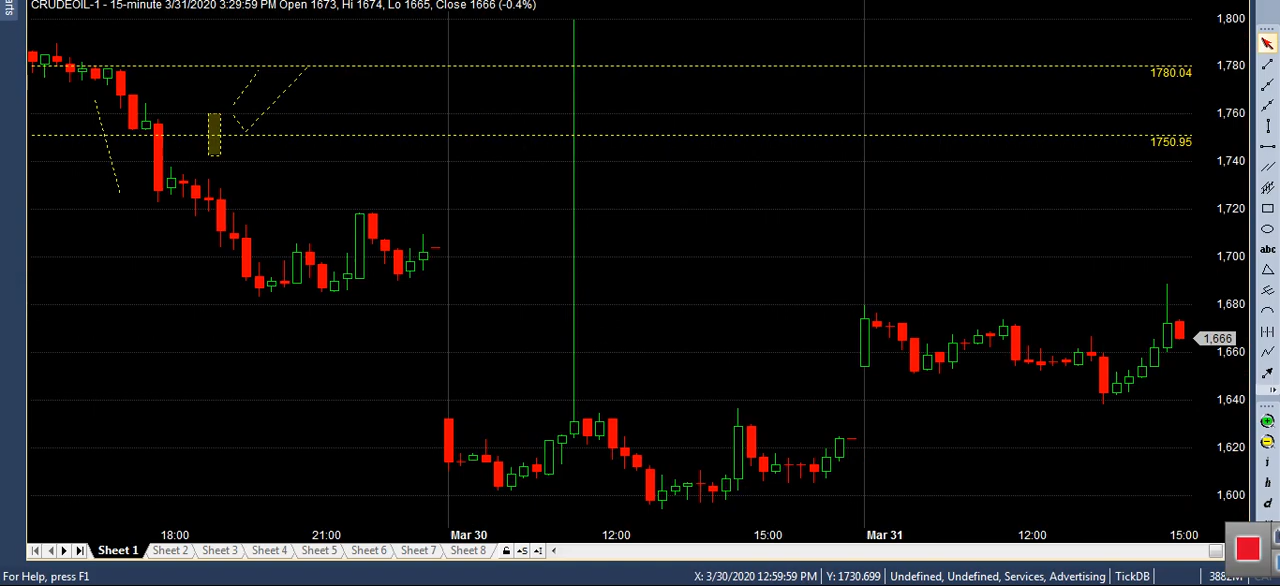 CRUDEOIL-1 - 15-minute 3/31/2020 3:29:59 PM Open 1673, Hi 1674, Lo 1665, Close 1666 (-0.4%)
1,800
1,780
1780.04
1,760
1750.95
1,740
1,720
1,700
1,680
1,666
1,660
1,640
1,620
1,600
abc
i
h
d
18:00 21:00 Mar 30 12:00 15:00 Mar 31 12:00 15:00
Sheet 1 Sheet 2 Sheet 3 Sheet 4 Sheet 5 Sheet 6 Sheet 7 Sheet 8
For Help, press F1 X: 3/30/2020 12:59:59 PM Y: 1730.699 Undefined, Undefined, Services, Advertising TickDB